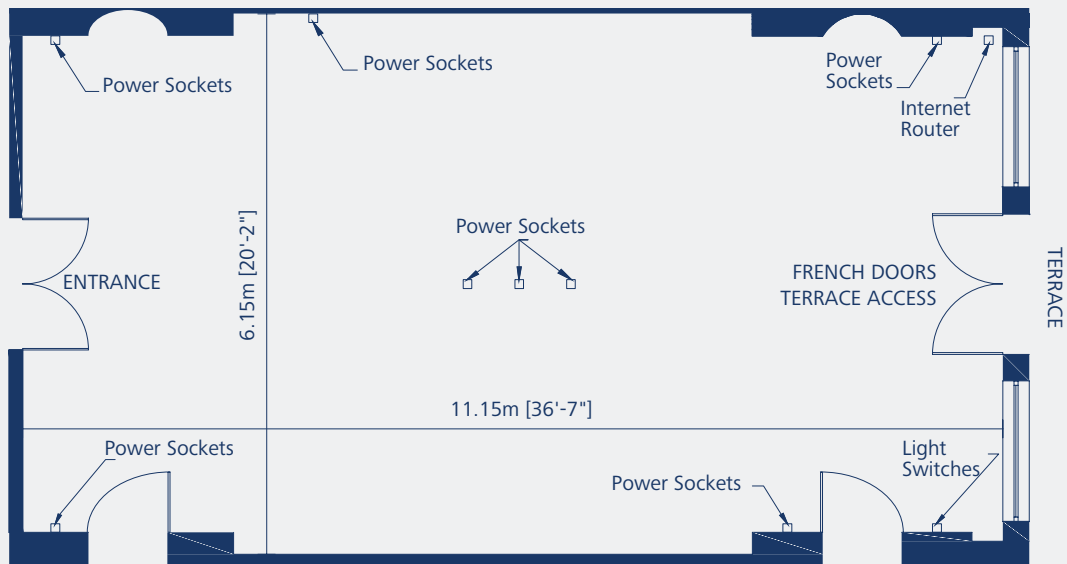 Power Sockets
Power Sockets
Power
Sockets
Internet
Router
Power Sockets
6.15m [20'-2"]
ENTRANCE
FRENCH DOORS
TERRACE ACCESS
TERRACE
11.15m [36'-7"]
Power Sockets
Light
Switches
Power Sockets